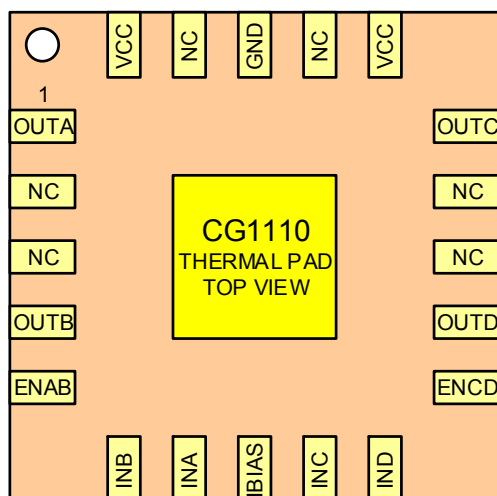 VCC
NC
GND
NC
VCC
1
OUTA
OUTC
NC
NC
CG1110
THERMAL PAD
TOP VIEW
NC
NC
OUTB
OUTD
ENAB
ENCD
INB
INA
IBIAS
INC
IND